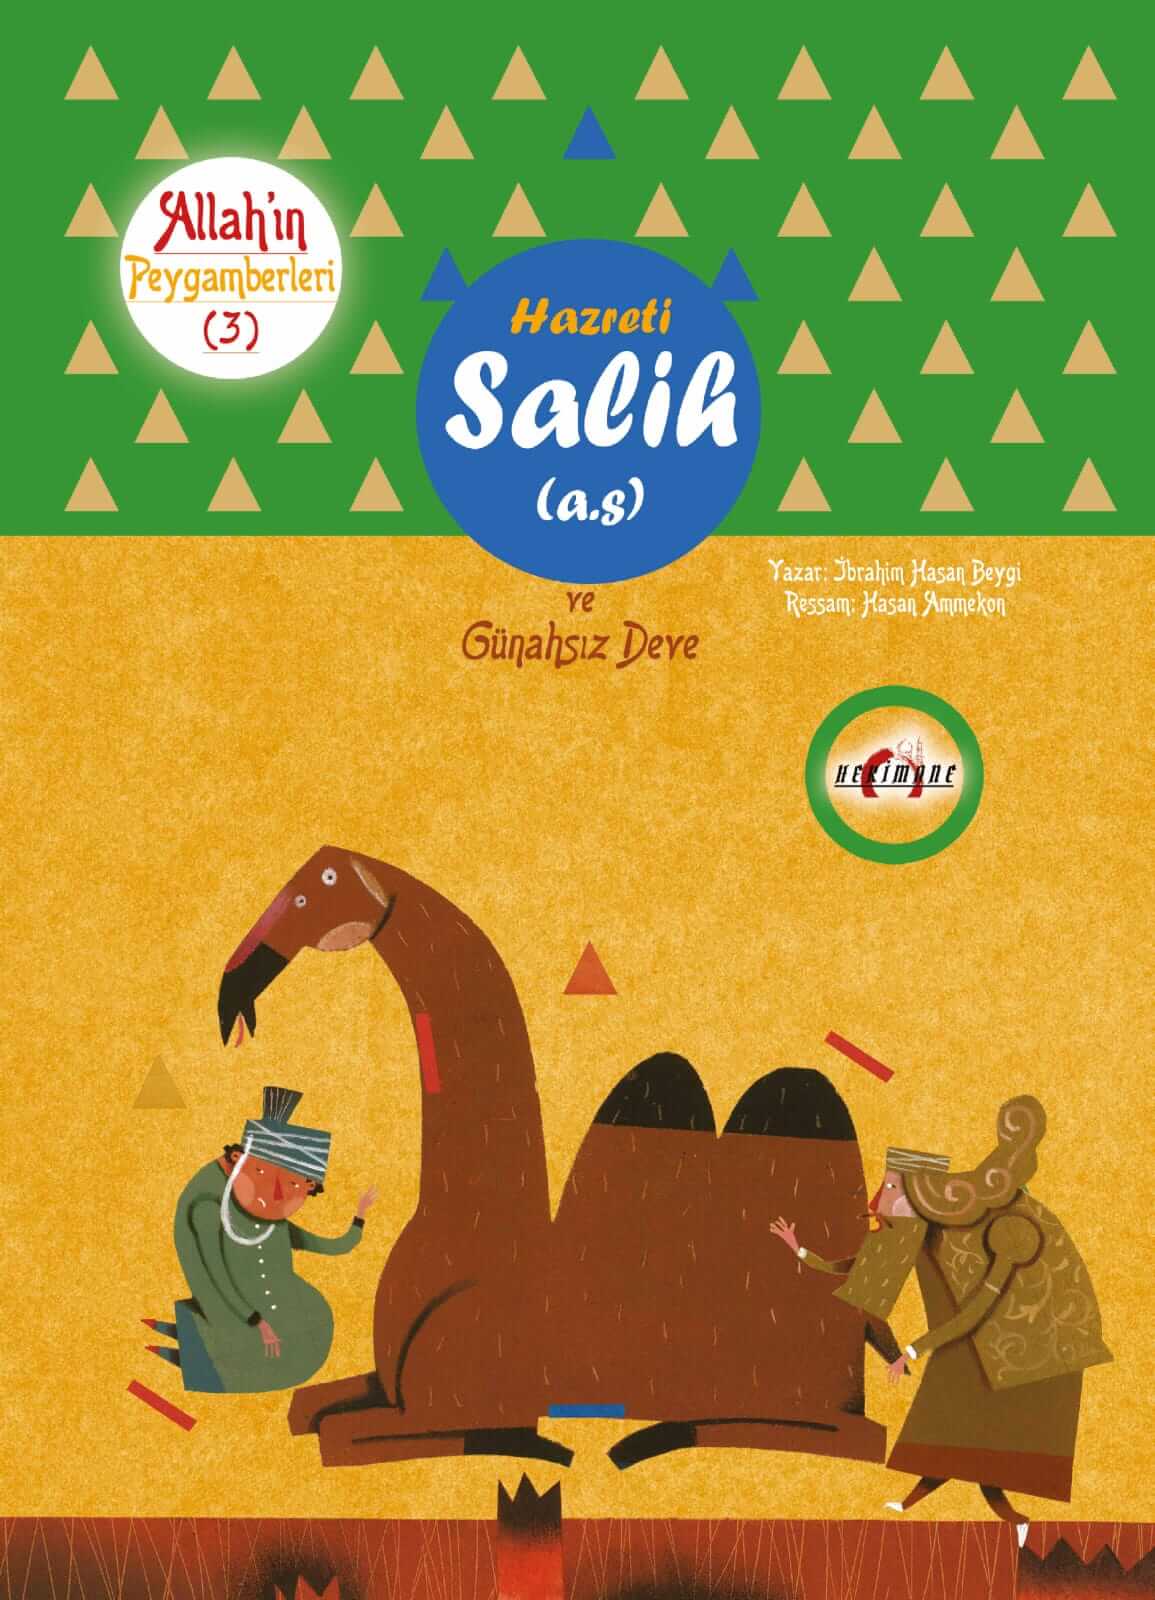 Allah'ın
Peygamberleri
(3)
Hazreti
Salih
(a.s)
ve
Günahsız Deve
Yazar: İbrahim Hasan Beygi
Ressam: Hasan Ammekon
HEKİMANE